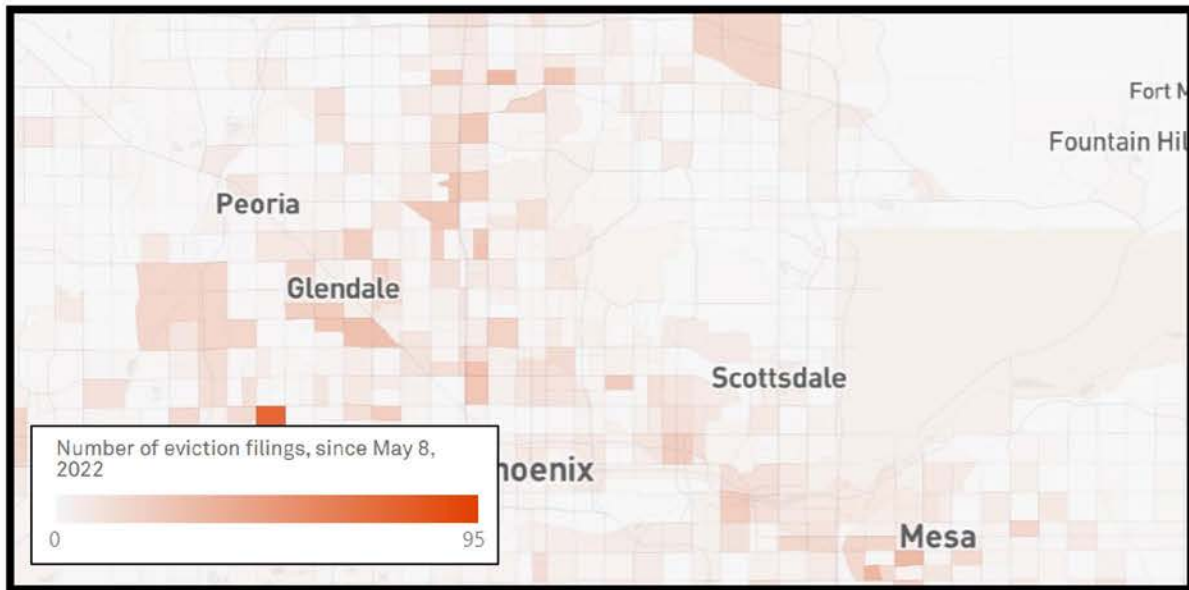 Fort M
Fountain Hil
Peoria
Glendale
Scottsdale
hoenix
Mesa
Number of eviction filings, since May 8,
2022
0 95